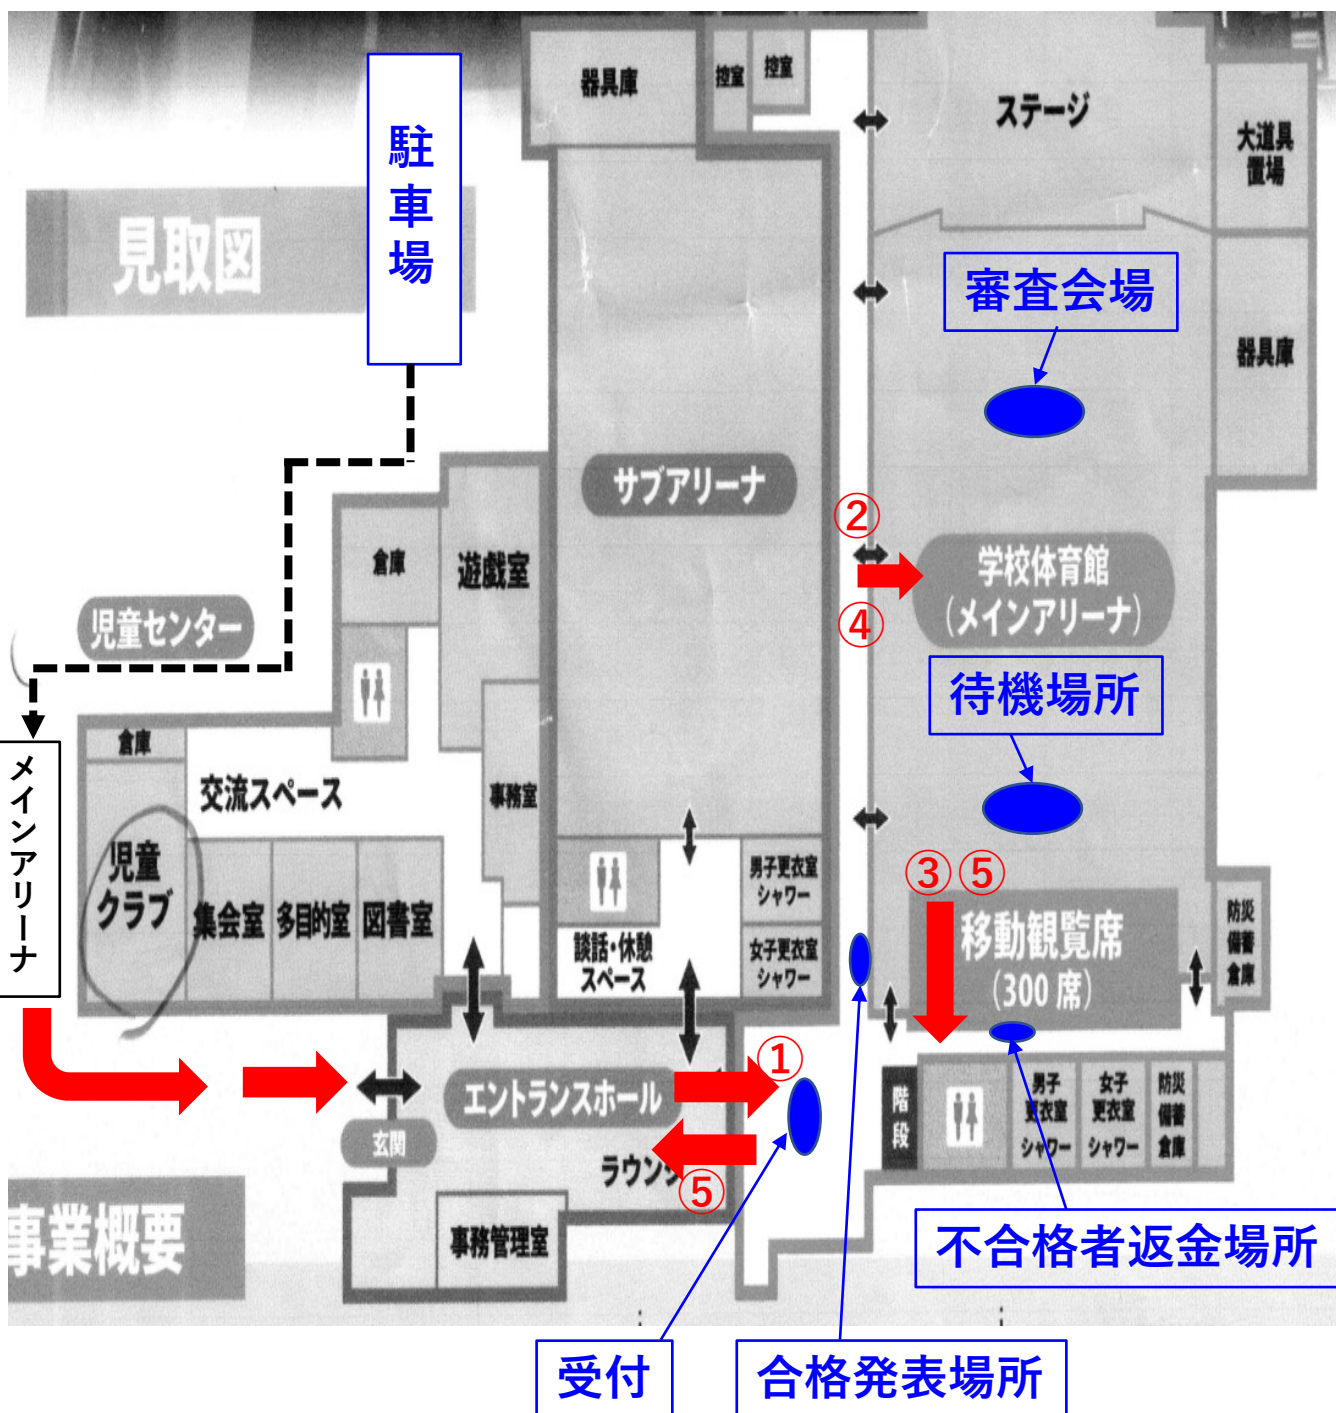 器具庫
控室
控室
ステージ
大道具
置場
駐車場
見取図
審査会場
器具庫
サブアリーナ
②
学校体育館
(メインアリーナ)
④
倉庫
遊戯室
児童センター
待機場所
倉庫
メインアリーナ
交流スペース
事務室
児童
クラブ
集会室
多目的室
図書室
男子更衣室
シャワー
③ ⑤
談話・休憩
スペース
女子更衣室
シャワー
移動観覧席
(300 席)
防災
備蓄
倉庫
①
エントランスホール
玄関
ラウンジ
⑤
階段
男子
更衣室
シャワー
女子
更衣室
シャワー
防災
備蓄
倉庫
事務管理室
事業概要
不合格者返金場所
受付
合格発表場所